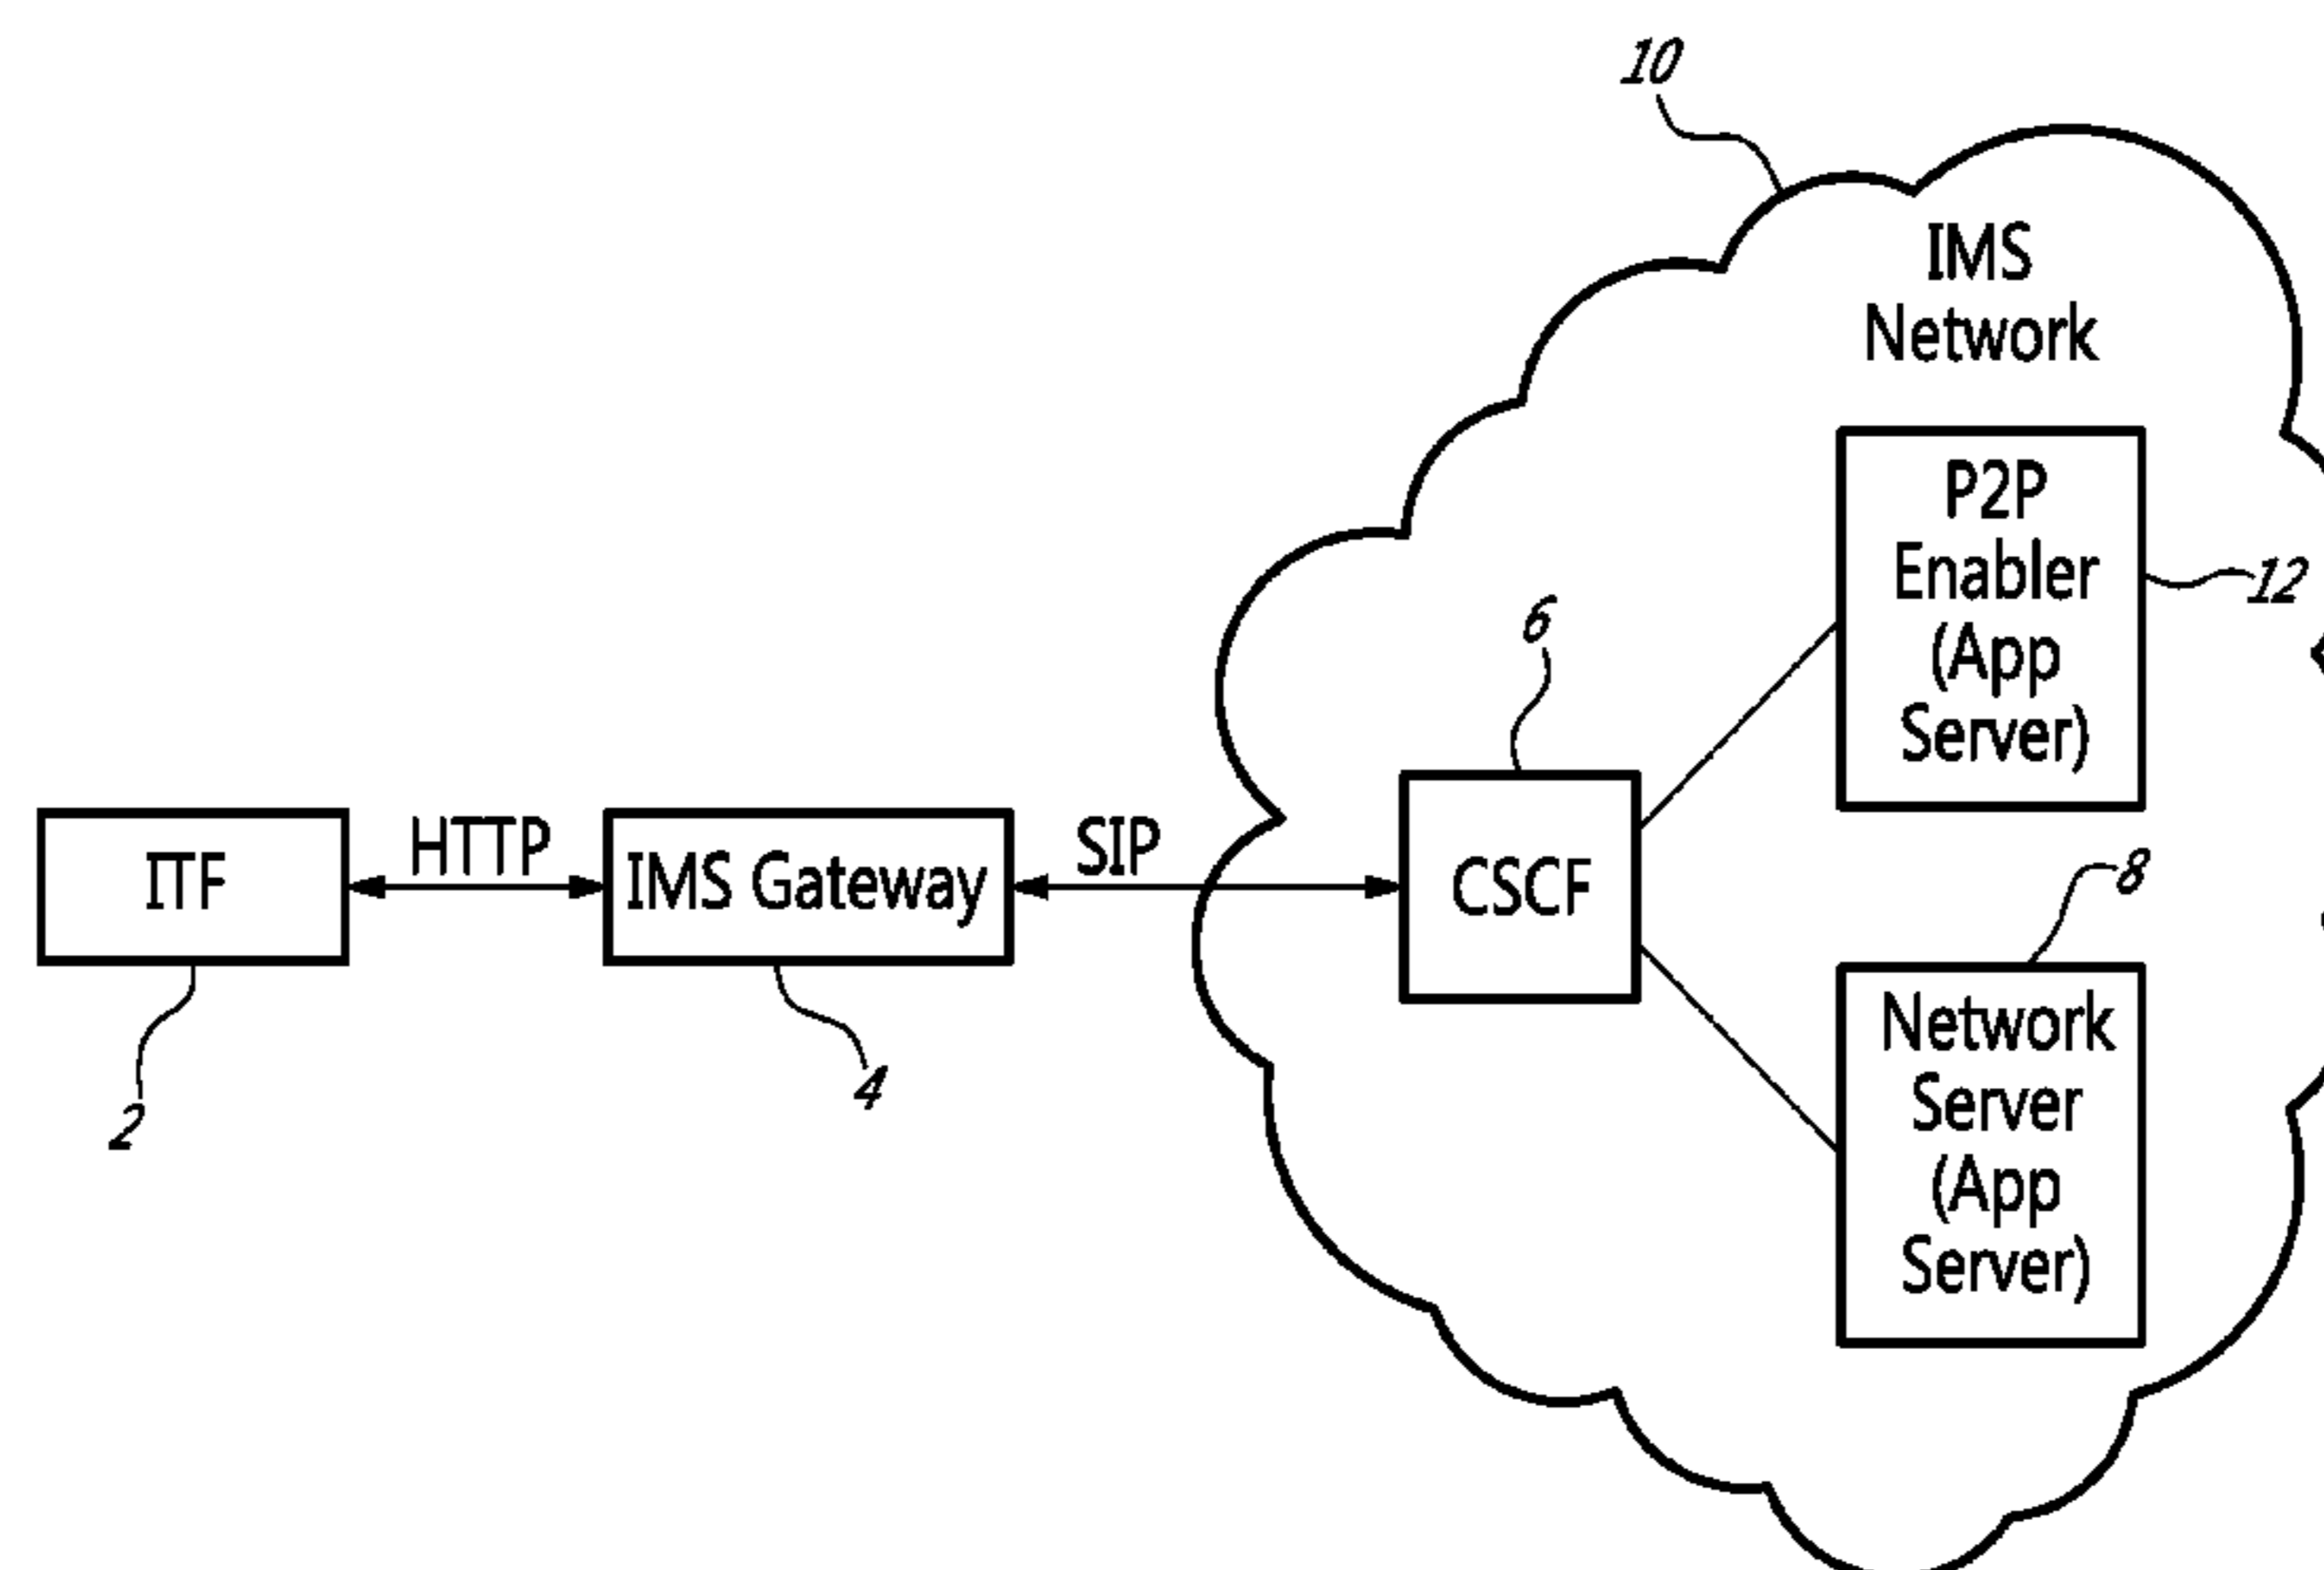 10
IMS
Network
P2P
Enabler
(App
Server)
12
6
HTTP
SIP
ITF
IMS Gateway
CSCF
8
Network
Server
(App
Server)
2
4